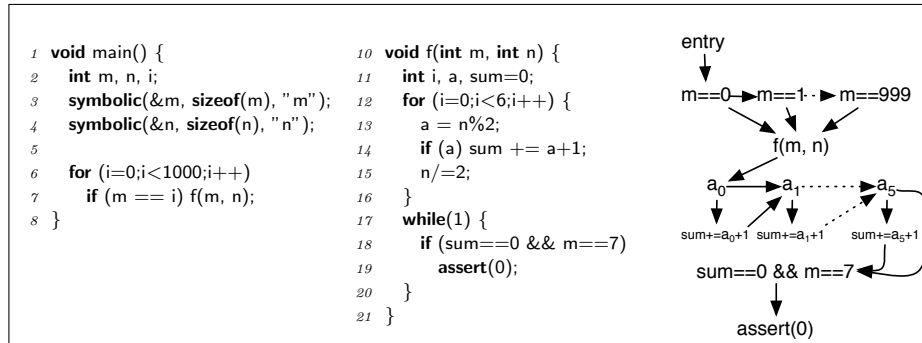 1 void main() {
2 int m, n, i;
3 symbolic(&m, sizeof(m), "m");
4 symbolic(&n, sizeof(n), "n");
5
6 for (i=0;i<1000;i++)
7 if (m == i) f(m, n);
8 }
10 void f(int m, int n) {
11 int i, a, sum=0;
12 for (i=0;i<6;i++) {
13 a = n%2;
14 if (a) sum += a+1;
15 n/=2;
16 }
17 while(1) {
18 if (sum==0 && m==7)
19 assert(0);
20 }
21 }
entry
m==0 m==1 m==999
f(m, n)
a₀ a₁ a₅
sum+=a₀+1 sum+=a₁+1 sum+=a₅+1
sum==0 && m==7
assert(0)